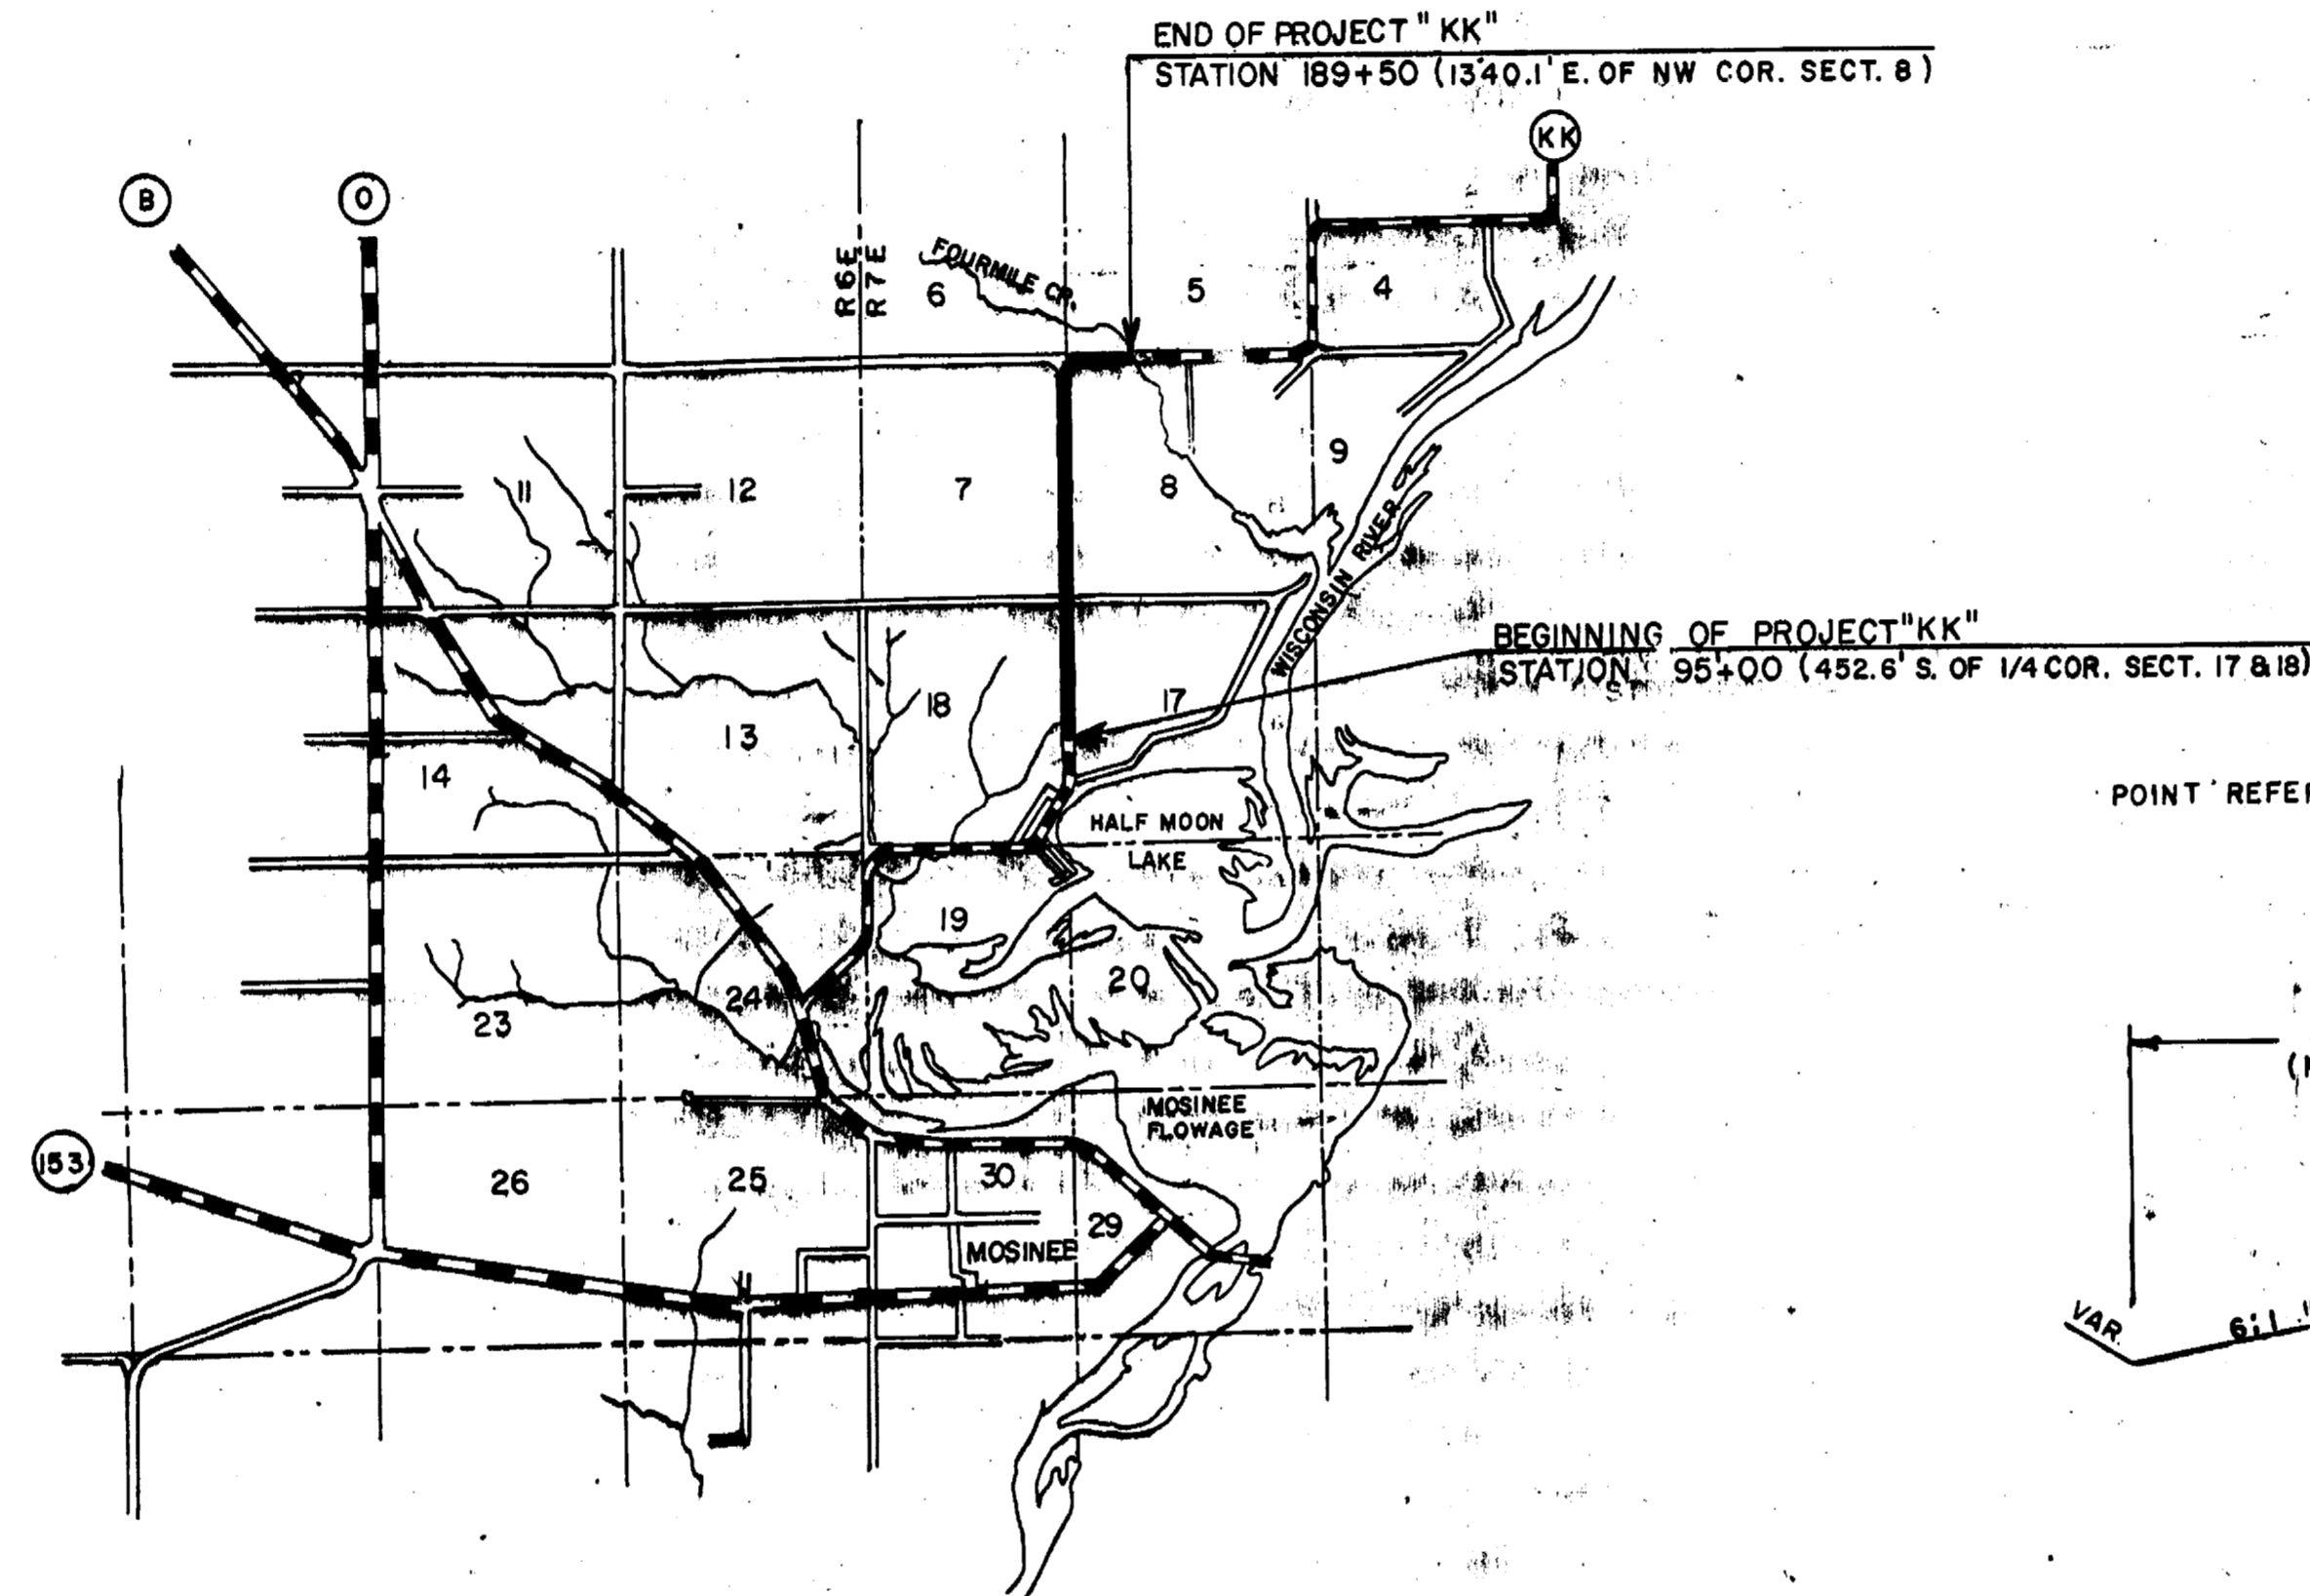 END OF PROJECT "KK"
STATION 189+50 (1340.1' E. OF NW COR. SECT. 8)
KK
B
O
R6E
R7E
FOURMILE CR.
6
5
4
11
12
7
8
9
WISCONSIN RIVER
BEGINNING OF PROJECT "KK"
STATION 95+00 (452.6' S. OF 1/4 COR. SECT. 17 & 18)
18
17
13
14
POINT REFE
HALF MOON
LAKE
19
20
24
23
MOSINEE
FLOWAGE
153
26
25
30
29
MOSINEE
VAR.
6:1